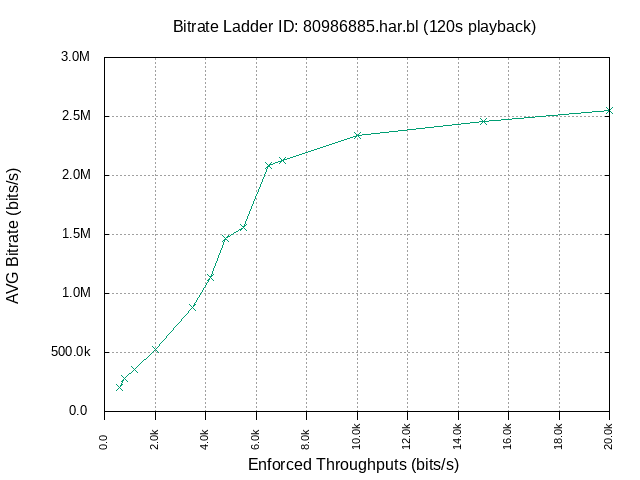 Bitrate Ladder ID: 80986885.har.bl (120s playback)
3.0M
2.5M
2.0M
1.5M
1.0M
500.0k
0.0
AVG Bitrate (bits/s)
0.0 2.0k 4.0k 6.0k 8.0k 10.0k 12.0k 14.0k 16.0k 18.0k 20.0k
Enforced Throughputs (bits/s)